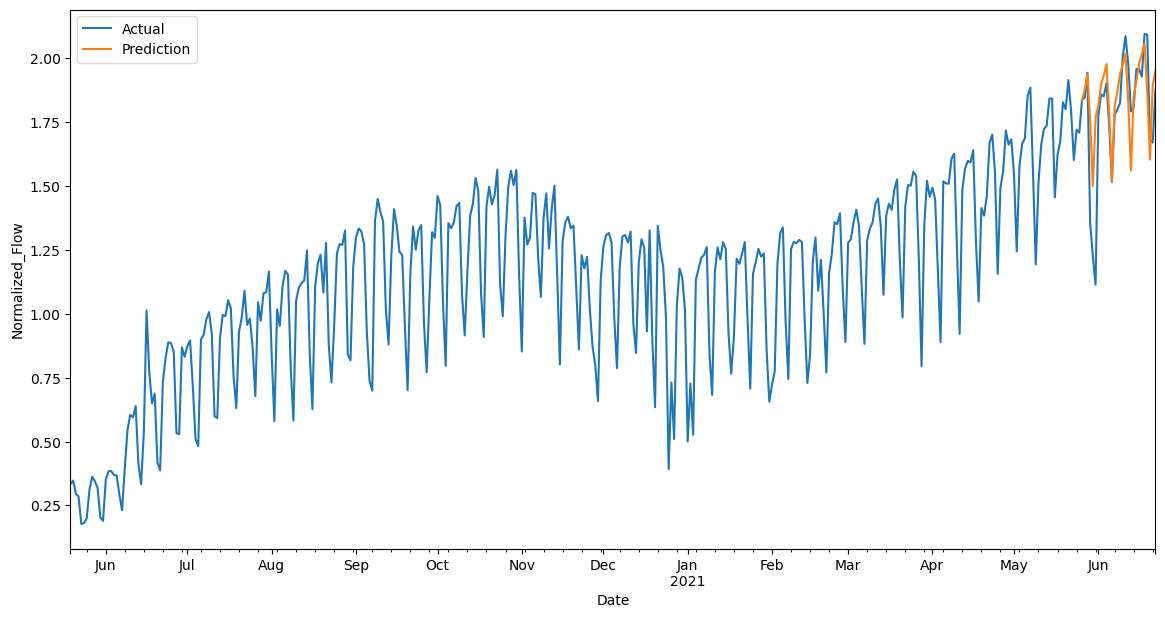 Actual
Prediction
Normalized_Flow
2.00
1.75
1.50
1.25
1.00
0.75
0.50
0.25
Jun Jul Aug Sep Oct Nov Dec Jan Feb Mar Apr May Jun
2021
Date